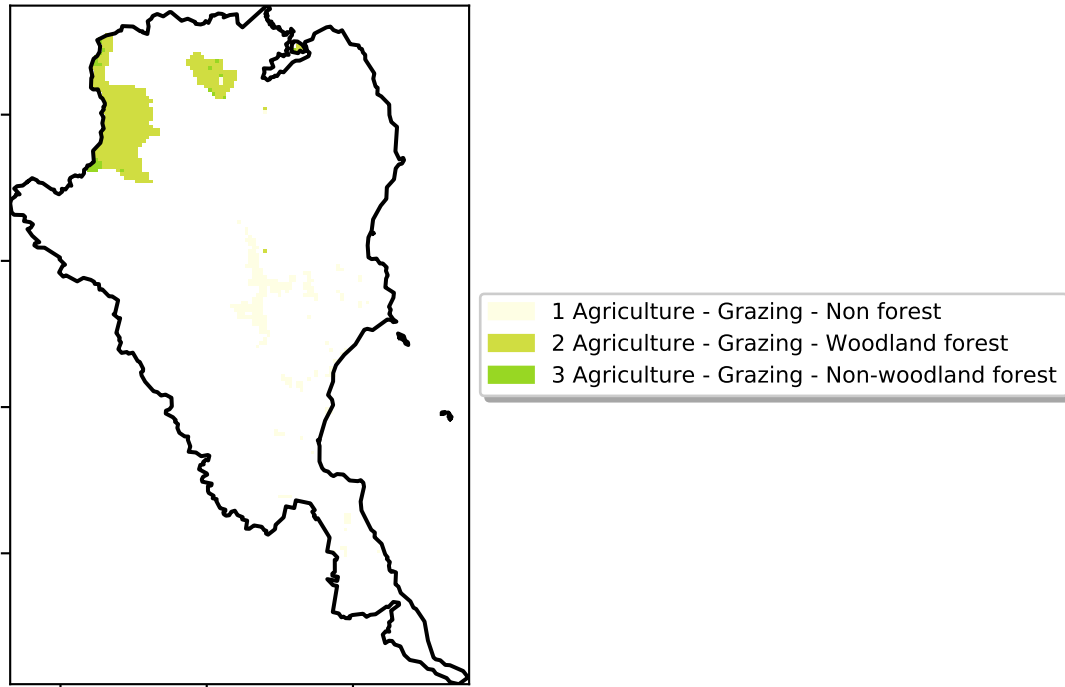 1 Agriculture - Grazing - Non forest
2 Agriculture - Grazing - Woodland forest
3 Agriculture - Grazing - Non-woodland forest